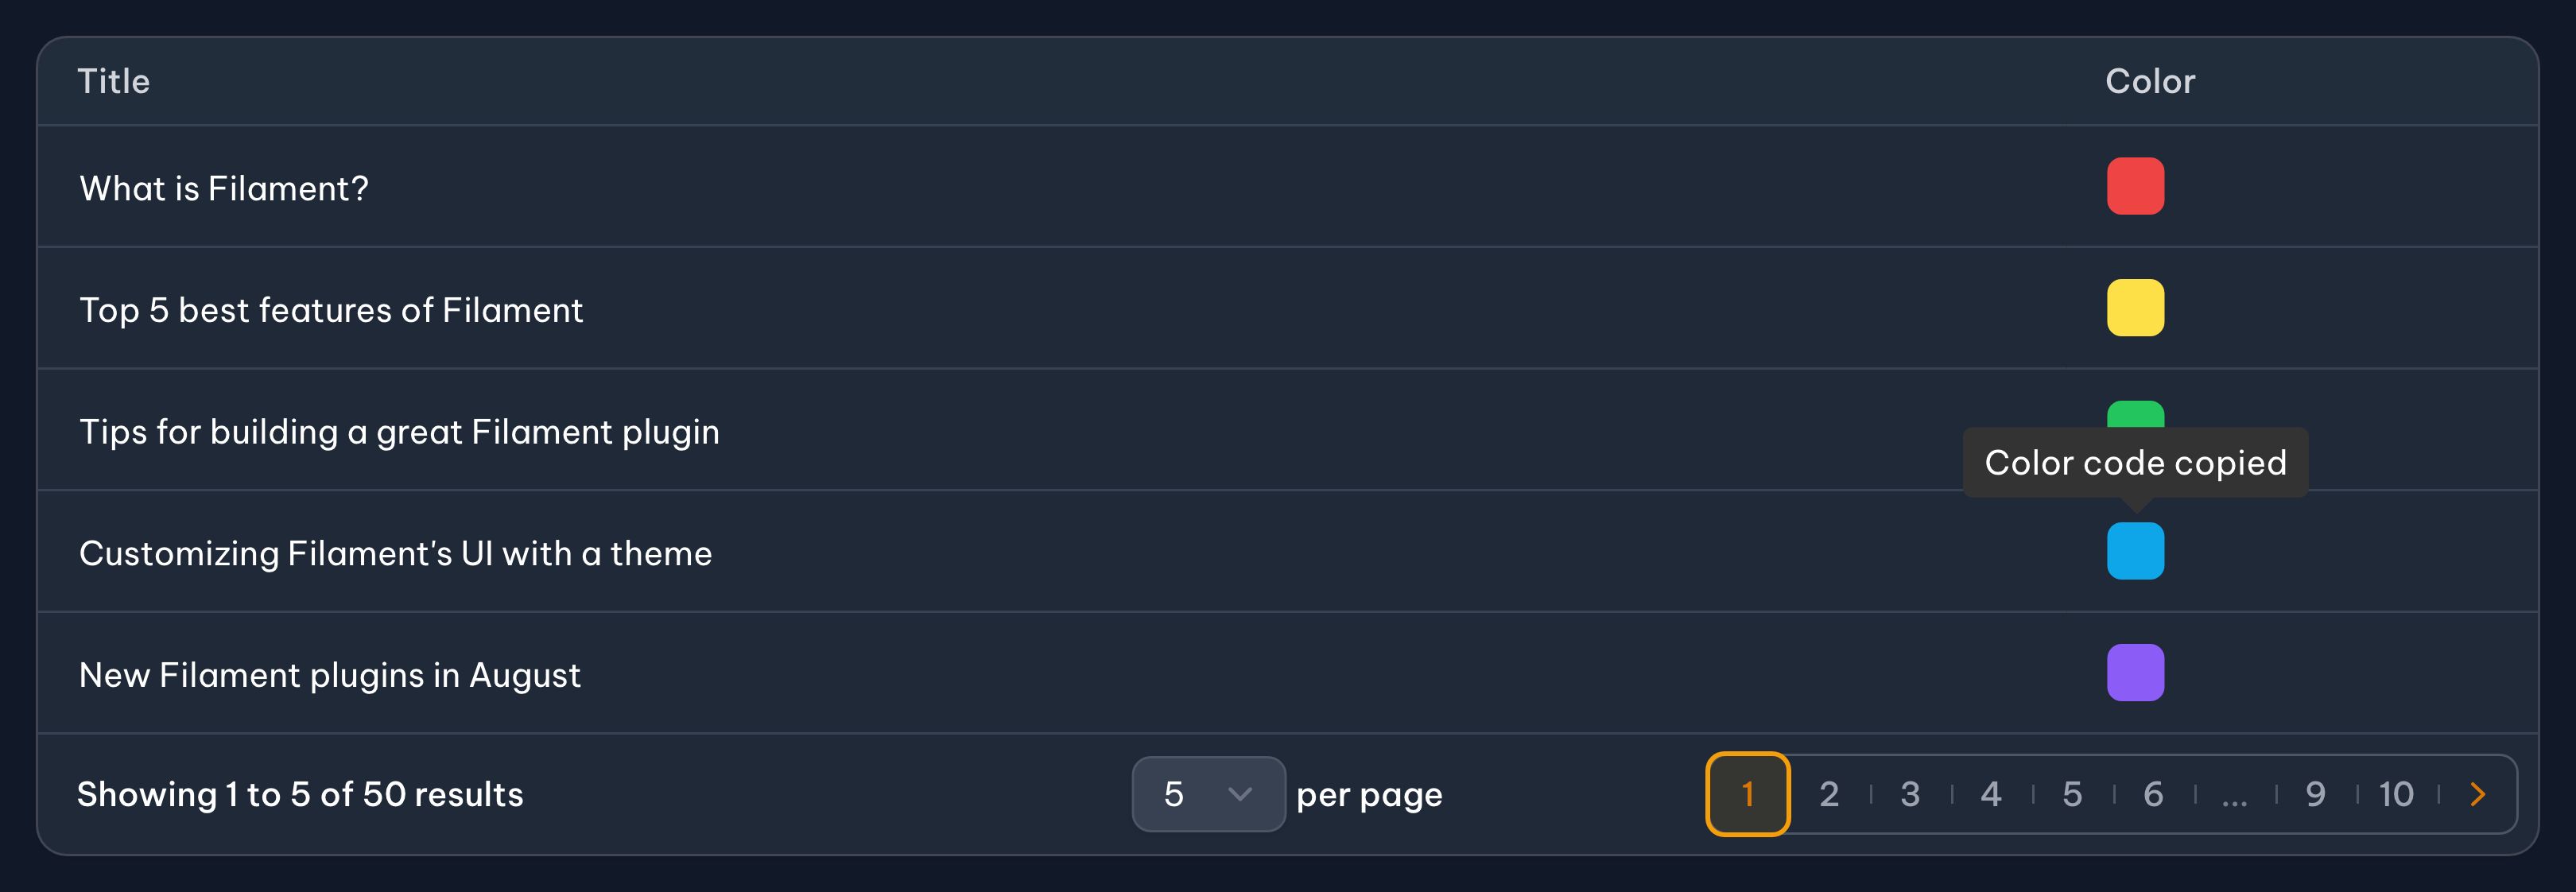 Title Color
What is Filament?
Top 5 best features of Filament
Tips for building a great Filament plugin
Color code copied
Customizing Filament's UI with a theme
New Filament plugins in August
Showing 1 to 5 of 50 results 5 per page 1 2 3 4 5 6 ... 9 10